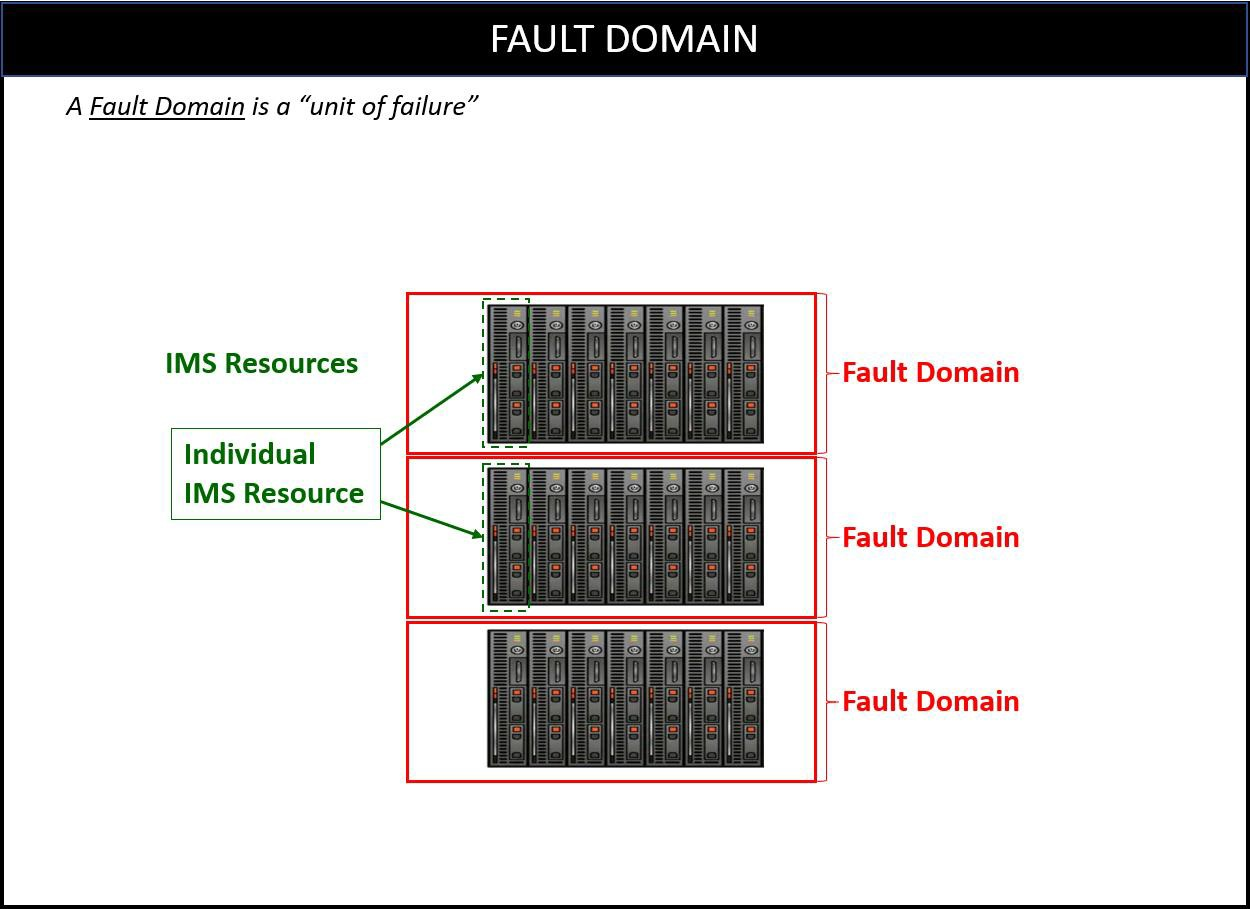 FAULT DOMAIN
A Fault Domain is a “unit of failure”
IMS Resources
Individual
IMS Resource
Fault Domain
Fault Domain
Fault Domain